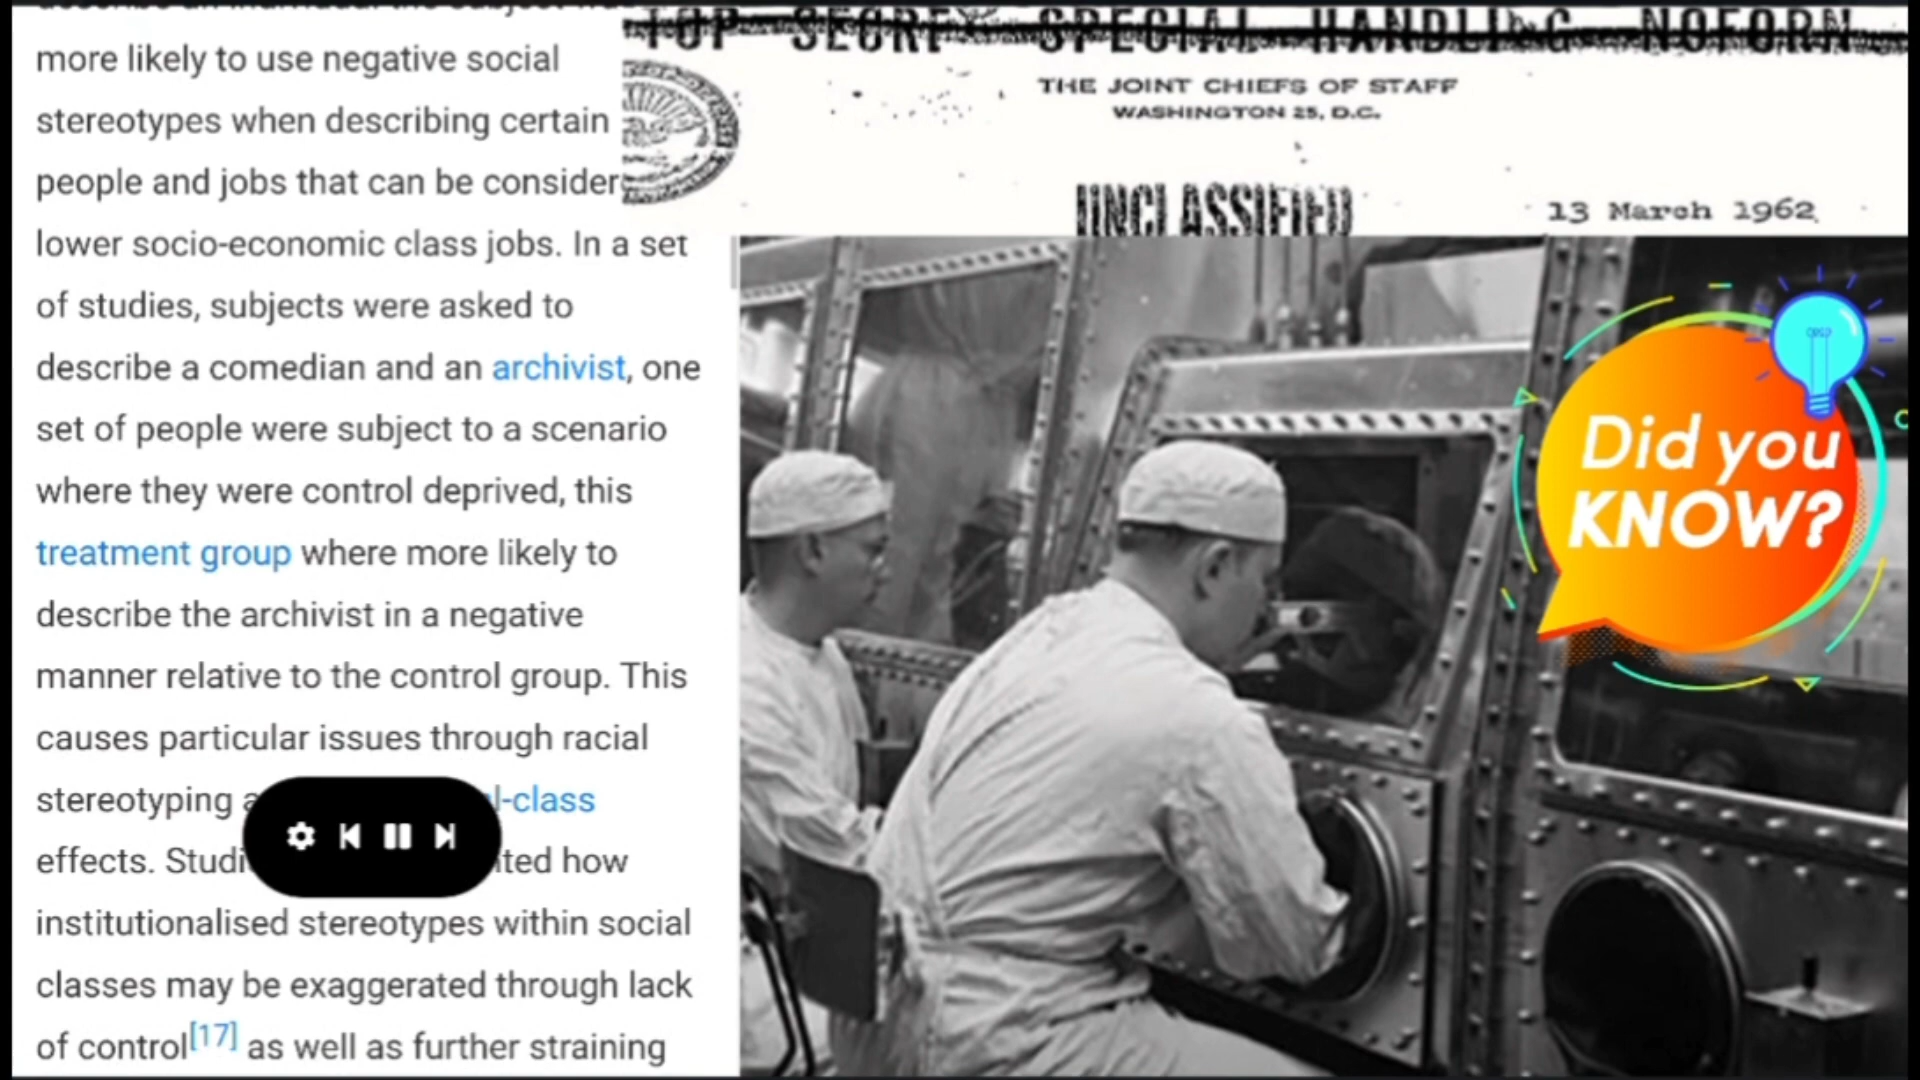 more likely to use negative social
stereotypes when describing certain
people and jobs that can be consider
lower socio-economic class jobs. In a set
of studies, subjects were asked to
describe a comedian and an archivist, one
set of people were subject to a scenario
where they were control deprived, this
treatment group where more likely to
describe the archivist in a negative
manner relative to the control group. This
causes particular issues through racial
stereotyping
l-class
effects.
how
institutionalised stereotypes within social
classes may be exaggerated through lack
of control[17] as well as further straining
TOP SECRET SPECIAL HANDLING NOFORN
THE JOINT CHIEFS OF STAFF
WASHINGTON 25, D.C.
UNCLASSIFIED
13 March 1962
Did you
KNOW?